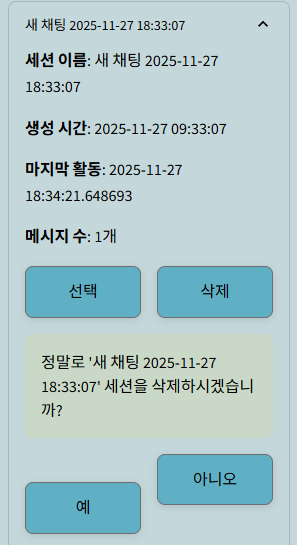 새 채팅 2025-11-27 18:33:07
세션 이름: 새 채팅 2025-11-27
18:33:07
생성 시간: 2025-11-27 09:33:07
마지막 활동: 2025-11-27
18:34:21.648693
메시지 수: 1개
선택 삭제
정말로 '새 채팅 2025-11-27
18:33:07' 세션을 삭제하시겠습니
까?
아니오
예